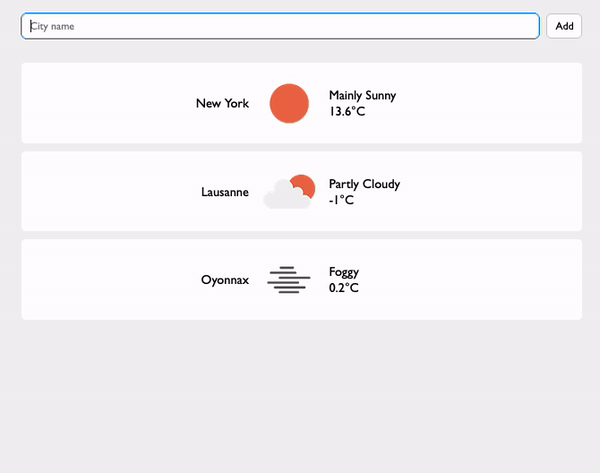 City name
Add
New York
Mainly Sunny
13.6°C
Lausanne
Partly Cloudy
-1°C
Oyonnax
Foggy
0.2°C